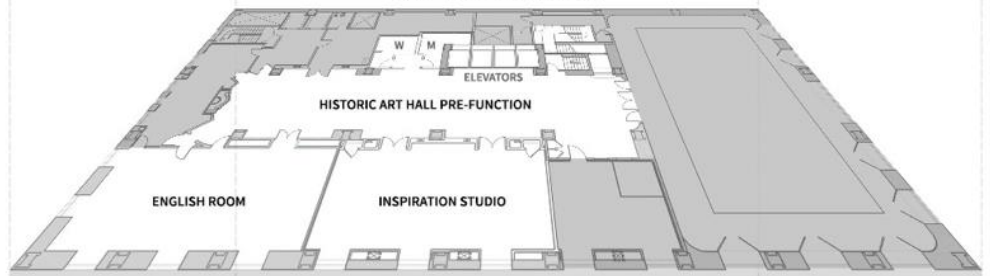 W M
ELEVATORS
HISTORIC ART HALL PRE-FUNCTION
ENGLISH ROOM
INSPIRATION STUDIO